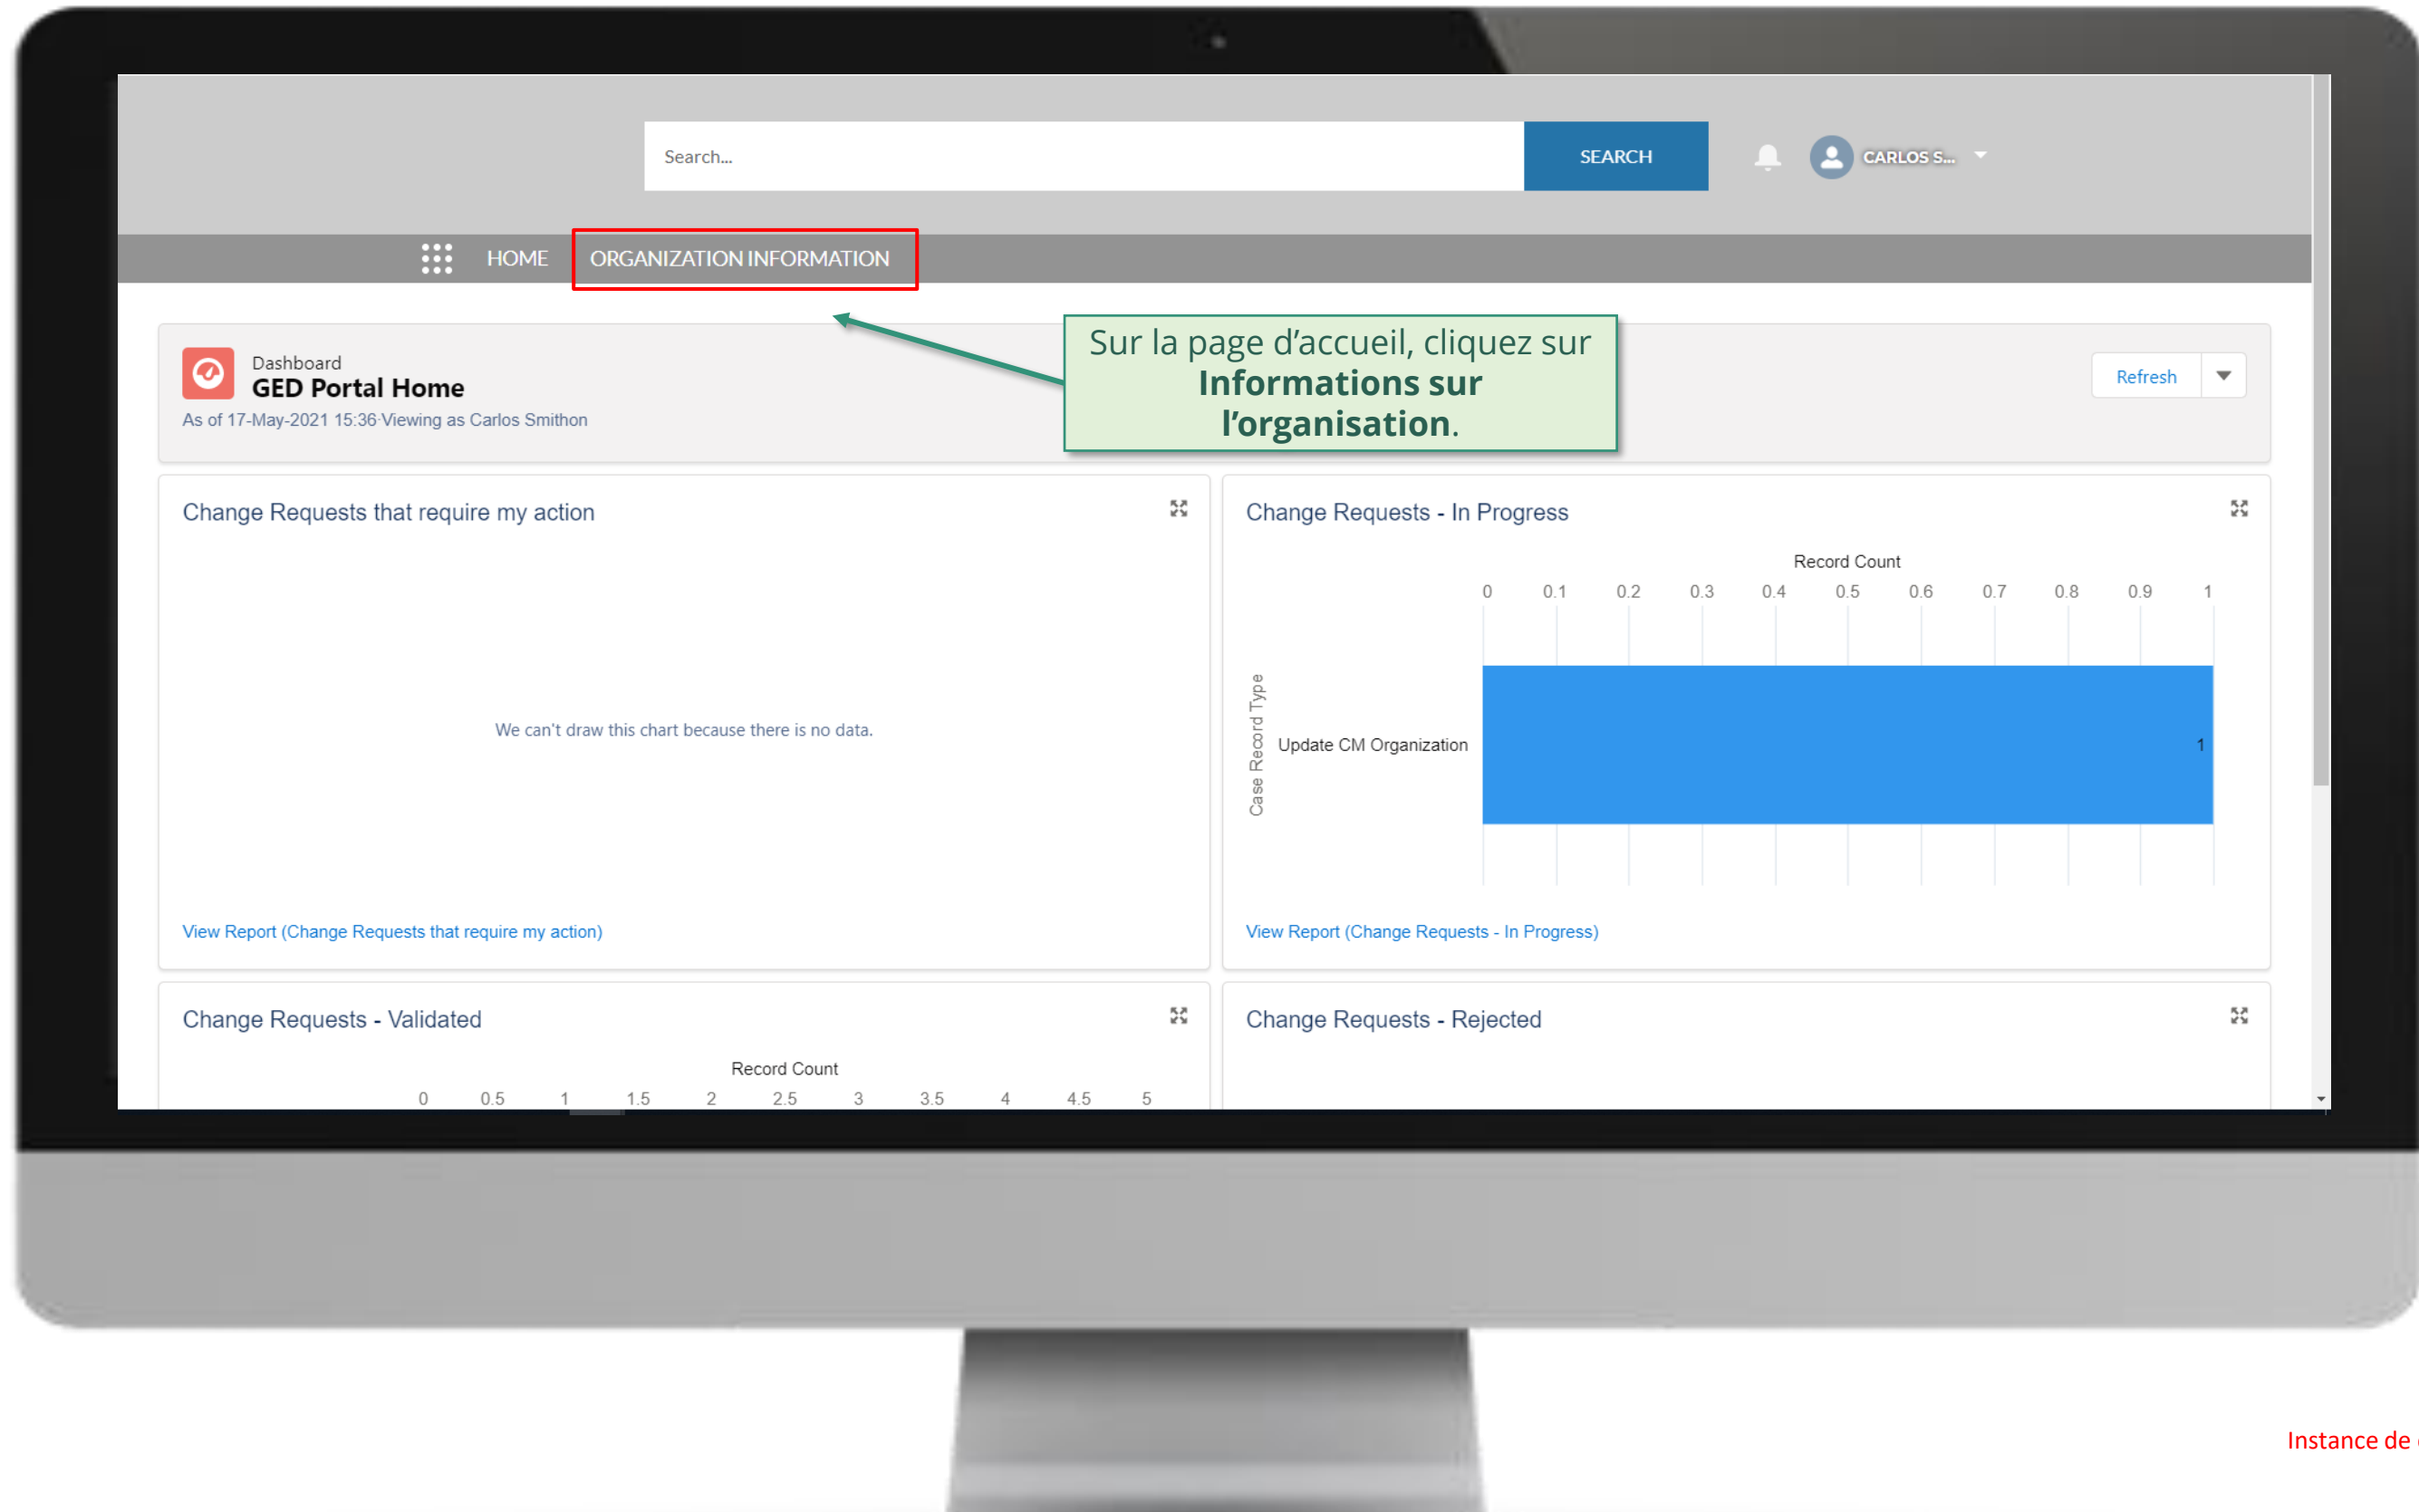 Search...
SEARCH
CARLOS S...
HOME
ORGANIZATION INFORMATION
Sur la page d’accueil, cliquez sur
Informations sur
l’organisation.
Dashboard
GED Portal Home
As of 17-May-2021 15:36·Viewing as Carlos Smithon
Refresh
Change Requests that require my action
We can't draw this chart because there is no data.
View Report (Change Requests that require my action)
Change Requests - In Progress
Record Count
0 0.1 0.2 0.3 0.4 0.5 0.6 0.7 0.8 0.9 1
Case Record Type
Update CM Organization
1
View Report (Change Requests - In Progress)
Change Requests - Validated
Record Count
0 0.5 1 1.5 2 2.5 3 3.5 4 4.5 5
Change Requests - Rejected
Instance de